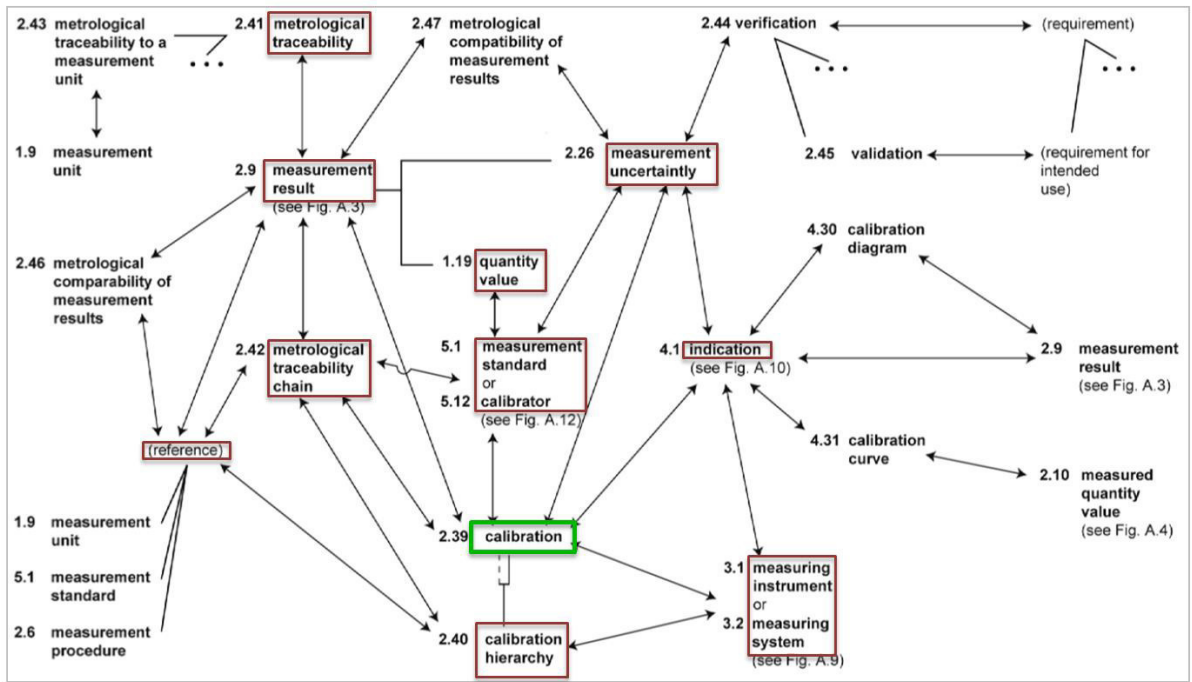 2.43 metrological
traceability to a
measurement
unit
2.41 metrological
traceability
2.47 metrological
compatibility of
measurement
results
2.44 verification
(requirement)
1.9 measurement
unit
2.9 measurement
result
(see Fig. A.3)
2.26 measurement
uncertaintly
2.45 validation
(requirement for
intended
use)
2.46 metrological
comparability of
measurement
results
1.19 quantity
value
4.30 calibration
diagram
2.42 metrological
traceability
chain
5.1 measurement
standard
or
5.12 calibrator
(see Fig. A.12)
4.1 indication
(see Fig. A.10)
2.9 measurement
result
(see Fig. A.3)
(reference)
4.31 calibration
curve
2.10 measured
quantity
value
(see Fig. A.4)
1.9 measurement
unit
5.1 measurement
standard
2.6 measurement
procedure
2.39 calibration
2.40 calibration
hierarchy
3.1 measuring
instrument
or
3.2 measuring
system
(see Fig. A.9)